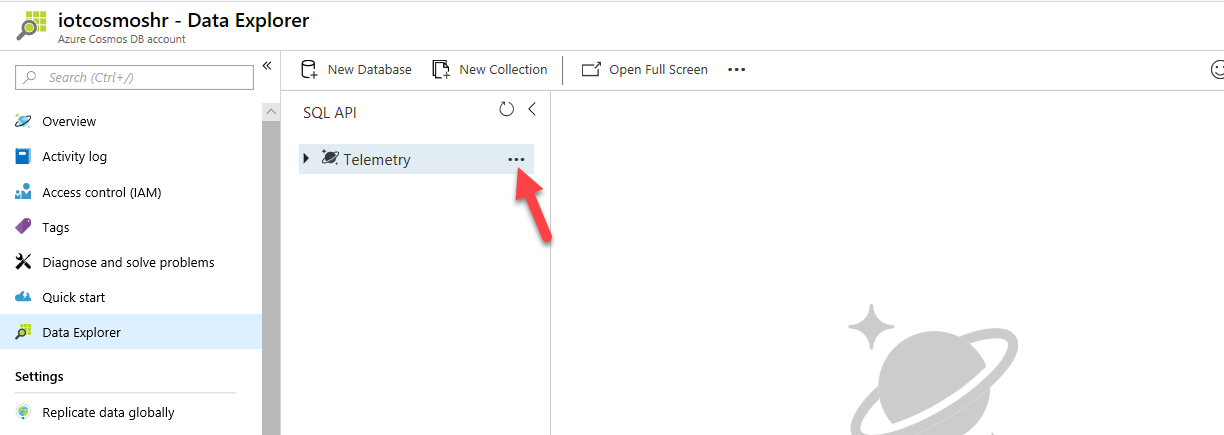 iotcosmoshr - Data Explorer
Azure Cosmos DB account
Search (Ctrl+/)
«
New Database
New Collection
Open Full Screen
•••
Overview
Activity log
Access control (IAM)
Tags
Diagnose and solve problems
Quick start
Data Explorer
Settings
Replicate data globally
SQL API
Telemetry
•••